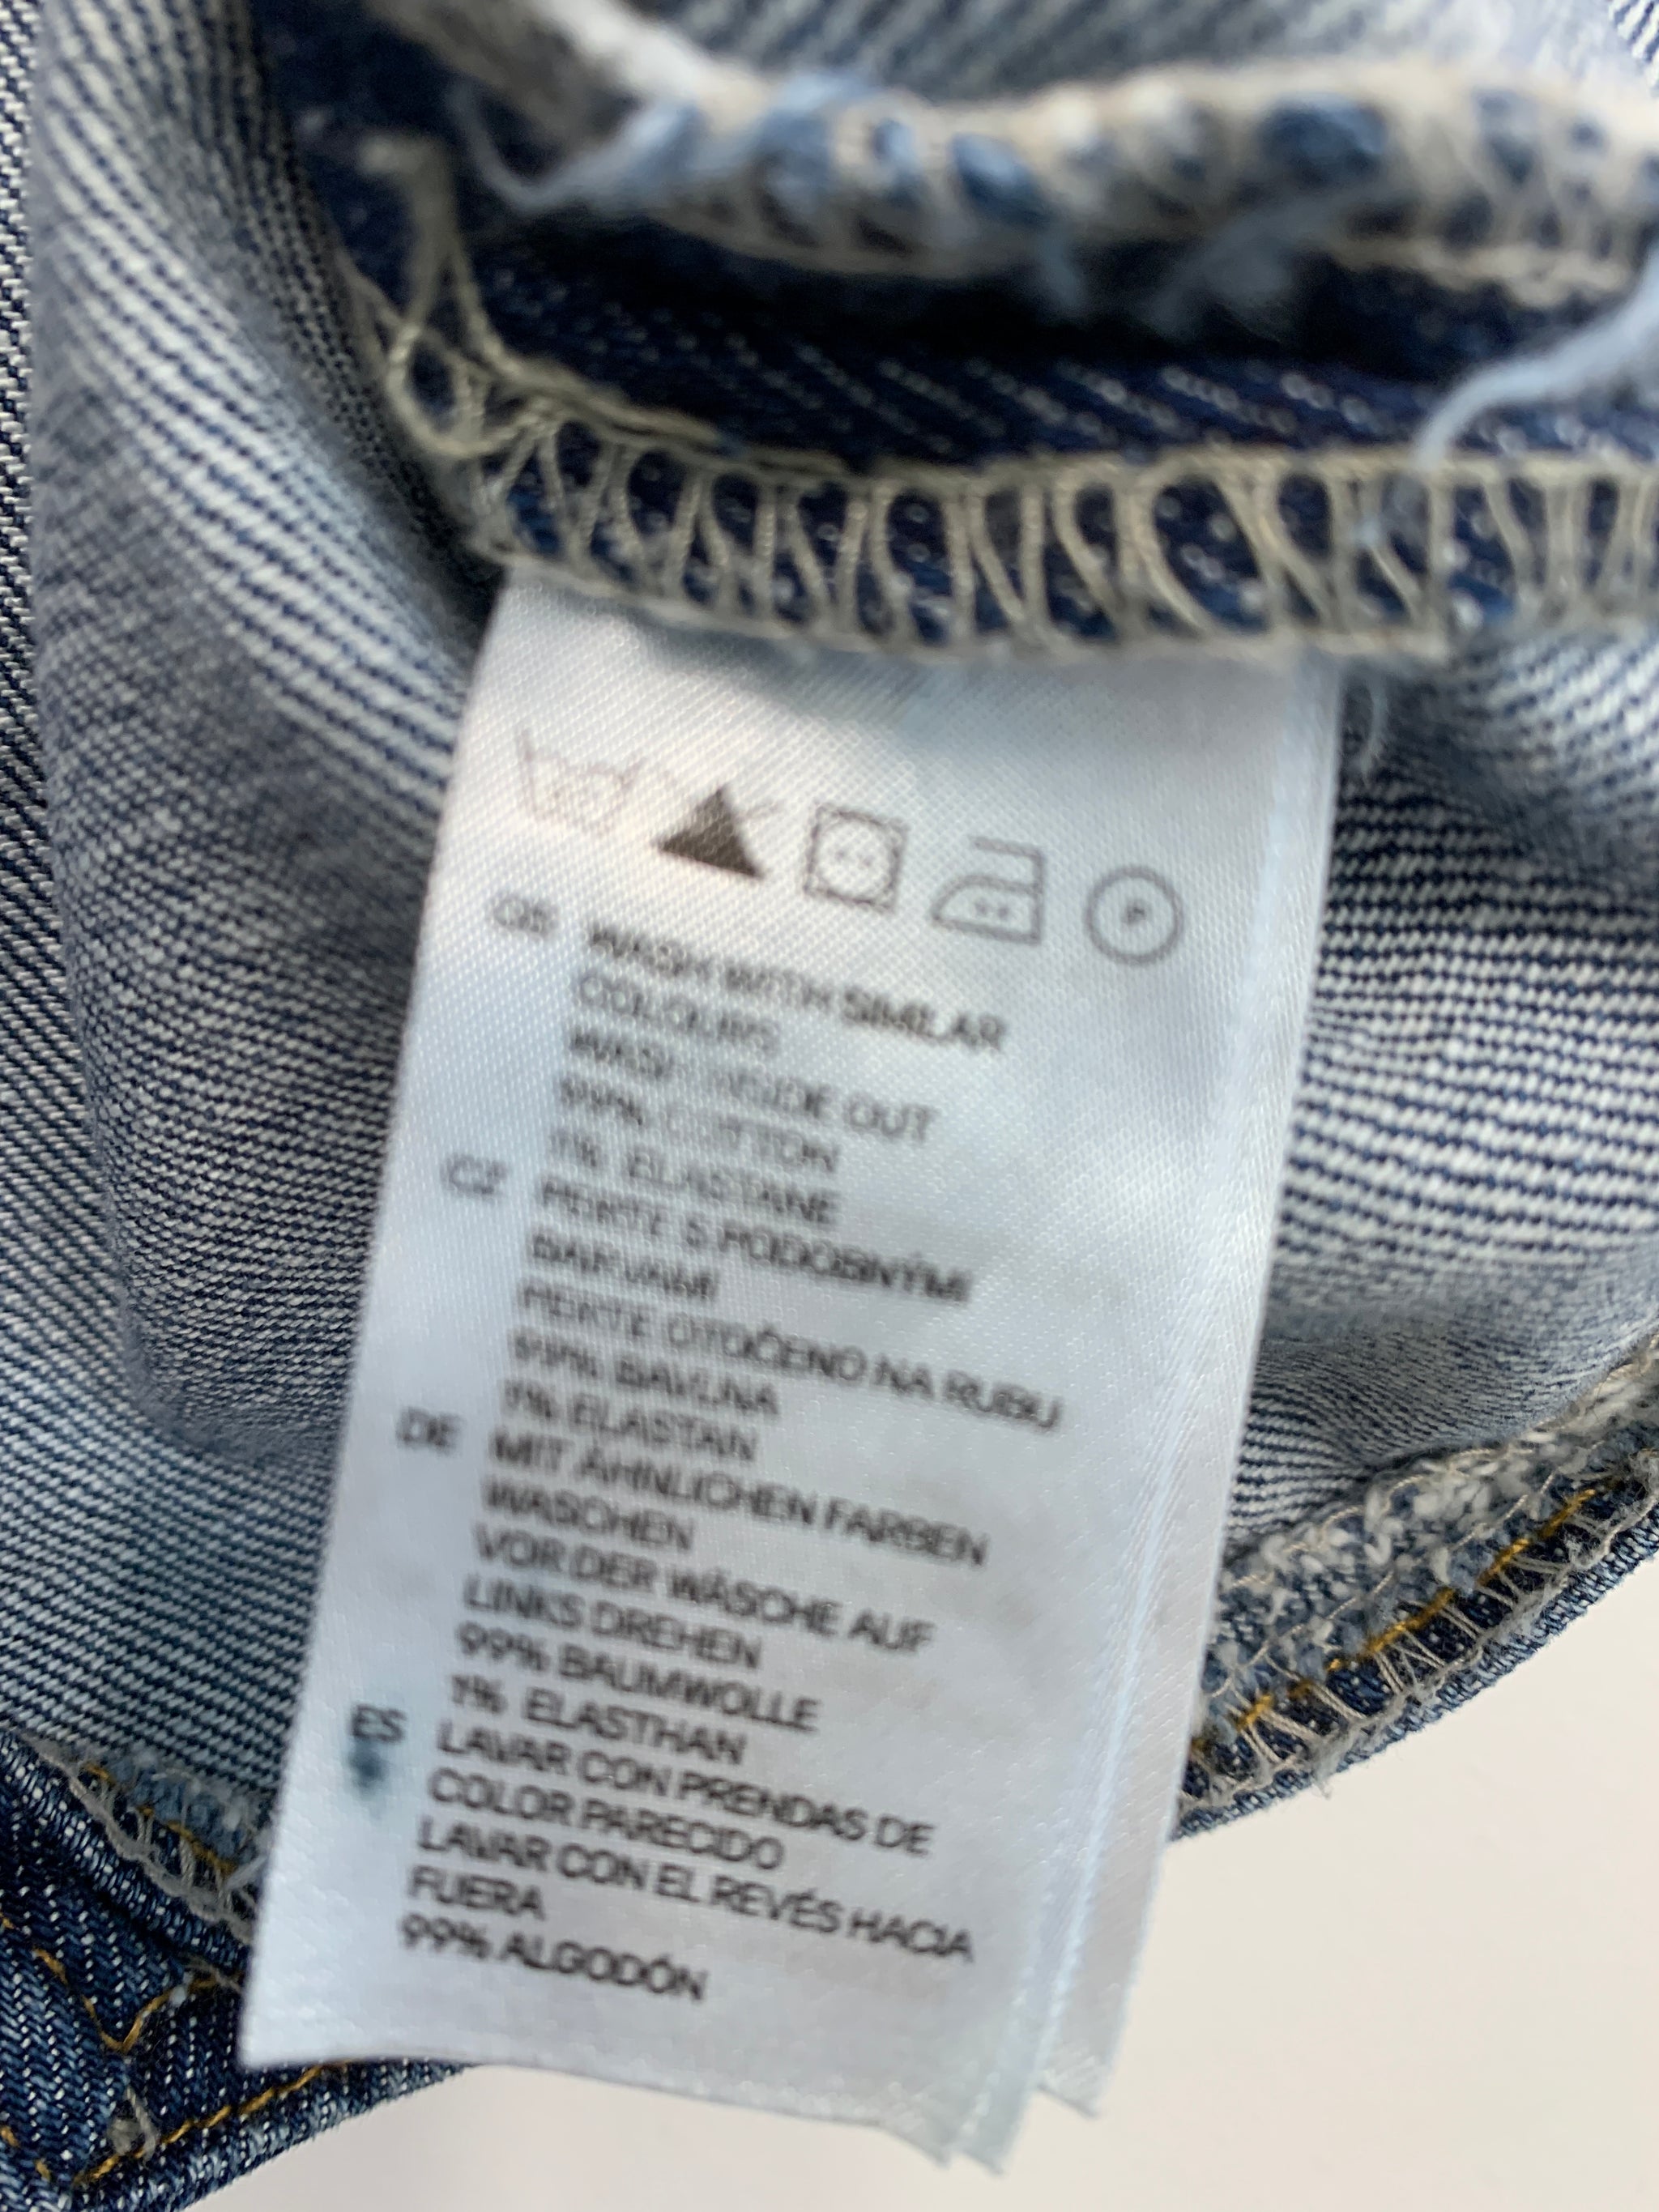 P
GB WASH WITH SIMILAR
COLOURS
WASH INSIDE OUT
99% COTTON
1% ELASTANE
CZ PERTE S PODOBNÝMI
BARVAMI
PERTE OTOČENO NA RUBU
99% BAVLNA
1% ELASTAN
DE MIT ÄHNLICHEN FARBEN
WASCHEN
VOR DER WÄSCHE AUF
LINKS DREHEN
99% BAUMWOLLE
1% ELASTHAN
ES LAVAR CON PRENDAS DE
COLOR PARECIDO
LAVAR CON EL REVÉS HACIA
FUERA
99% ALGODÓN